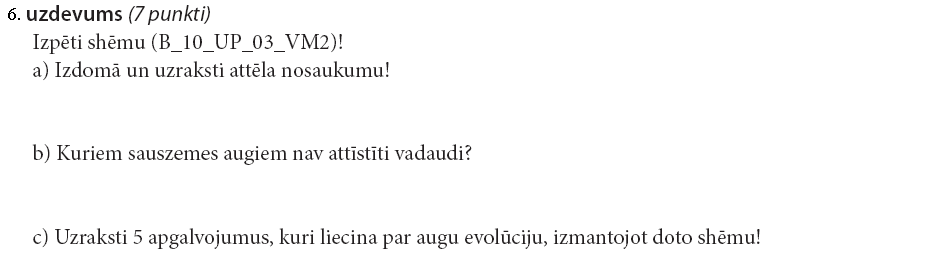 6. uzdevums (7 punkti)
Izpēti shēmu (B_10_UP_03_VM2)!
a) Izdomā un uzraksti attēla nosaukumu!
b) Kuriem sauszemes augiem nav attīstīti vadaudi?
c) Uzraksti 5 apgalvojumus, kuri liecina par augu evolūciju, izmantojot doto shēmu!